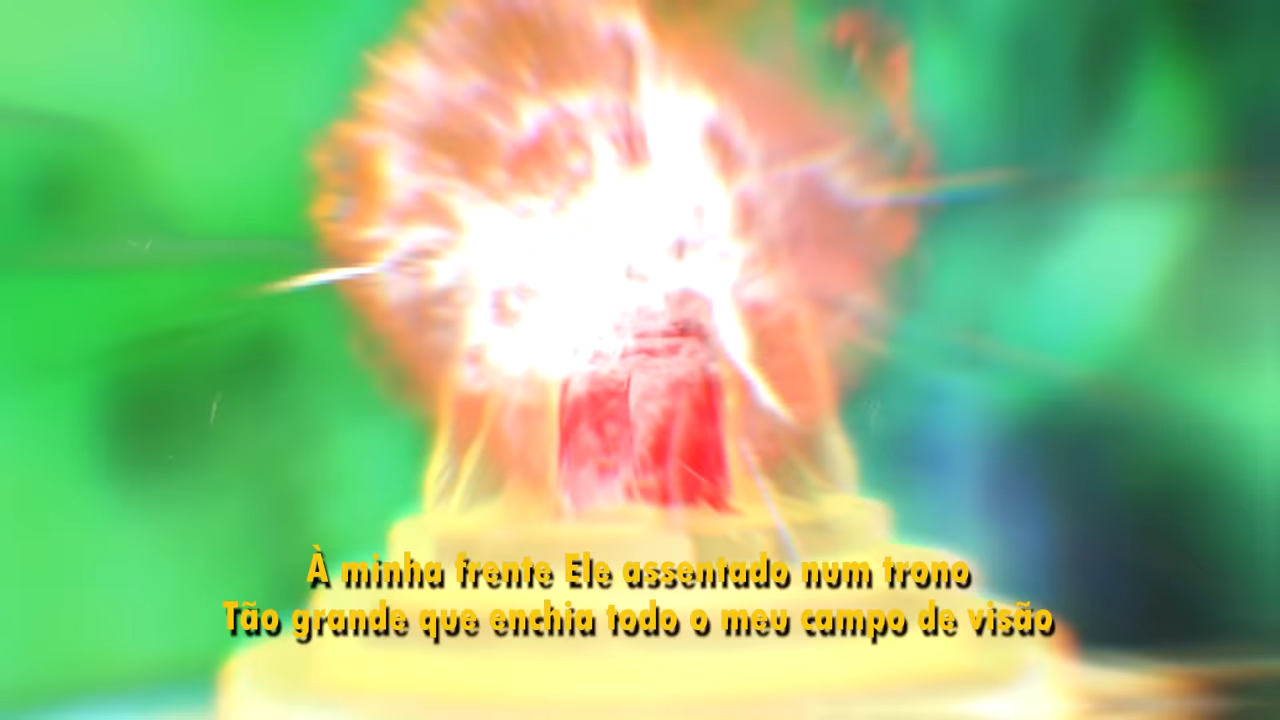 À minha frente Ele assentado num trono
Tão grande que enchia todo o meu campo de visão